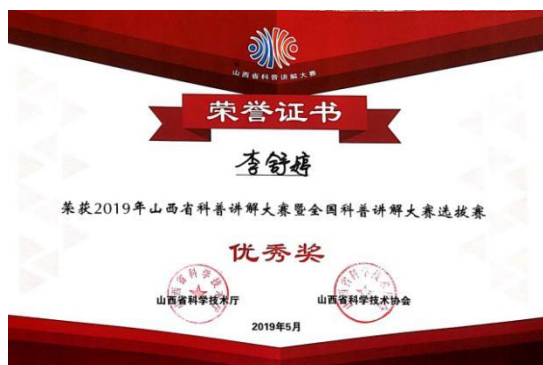 山西省科普讲解大赛
荣誉证书
李舒婷
荣获2019年山西省科普讲解大赛暨全国科普讲解大赛选拔赛
优秀奖
山西省科学技术厅
山西省科学技术协会
2019年5月